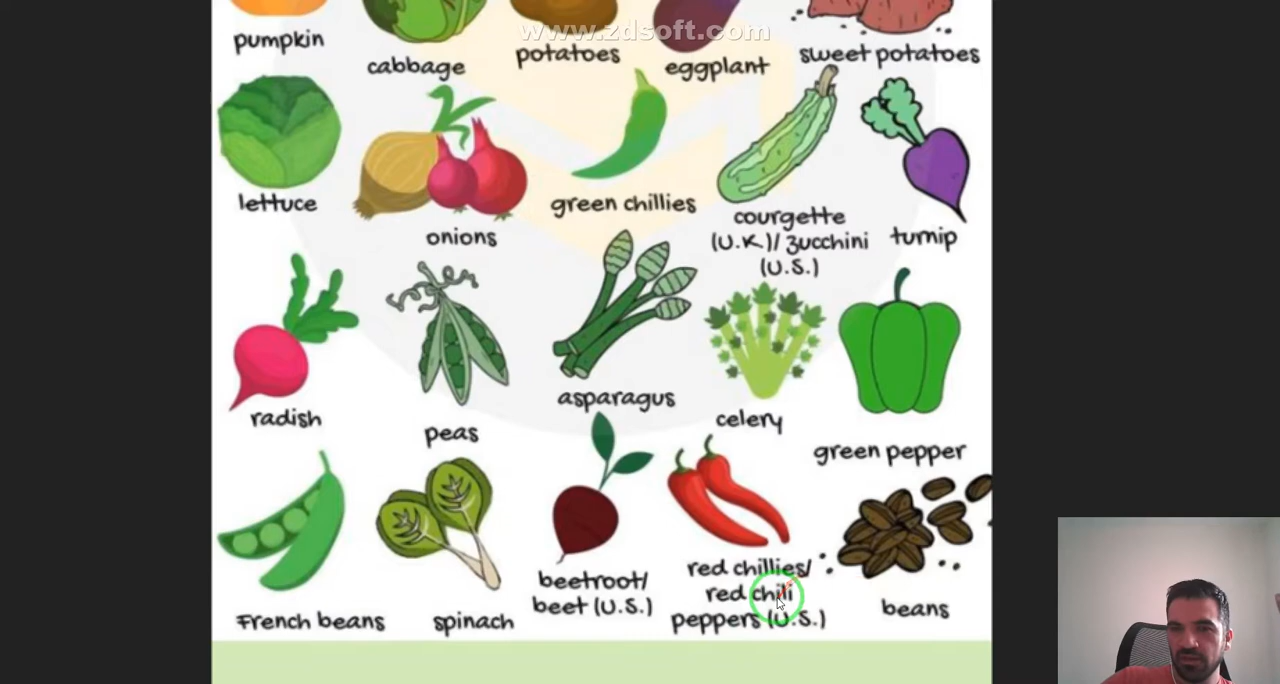 www.zdsoft.com
pumpkin
cabbage
potatoes
eggplant
sweet potatoes
lettuce
onions
green chillies
courgette
(U.K)/ zucchini
(U.S.)
turnip
radish
peas
asparagus
celery
green pepper
French beans
spinach
beetroot/
beet (U.S.)
red chillies/
red chili
peppers (U.S.)
beans